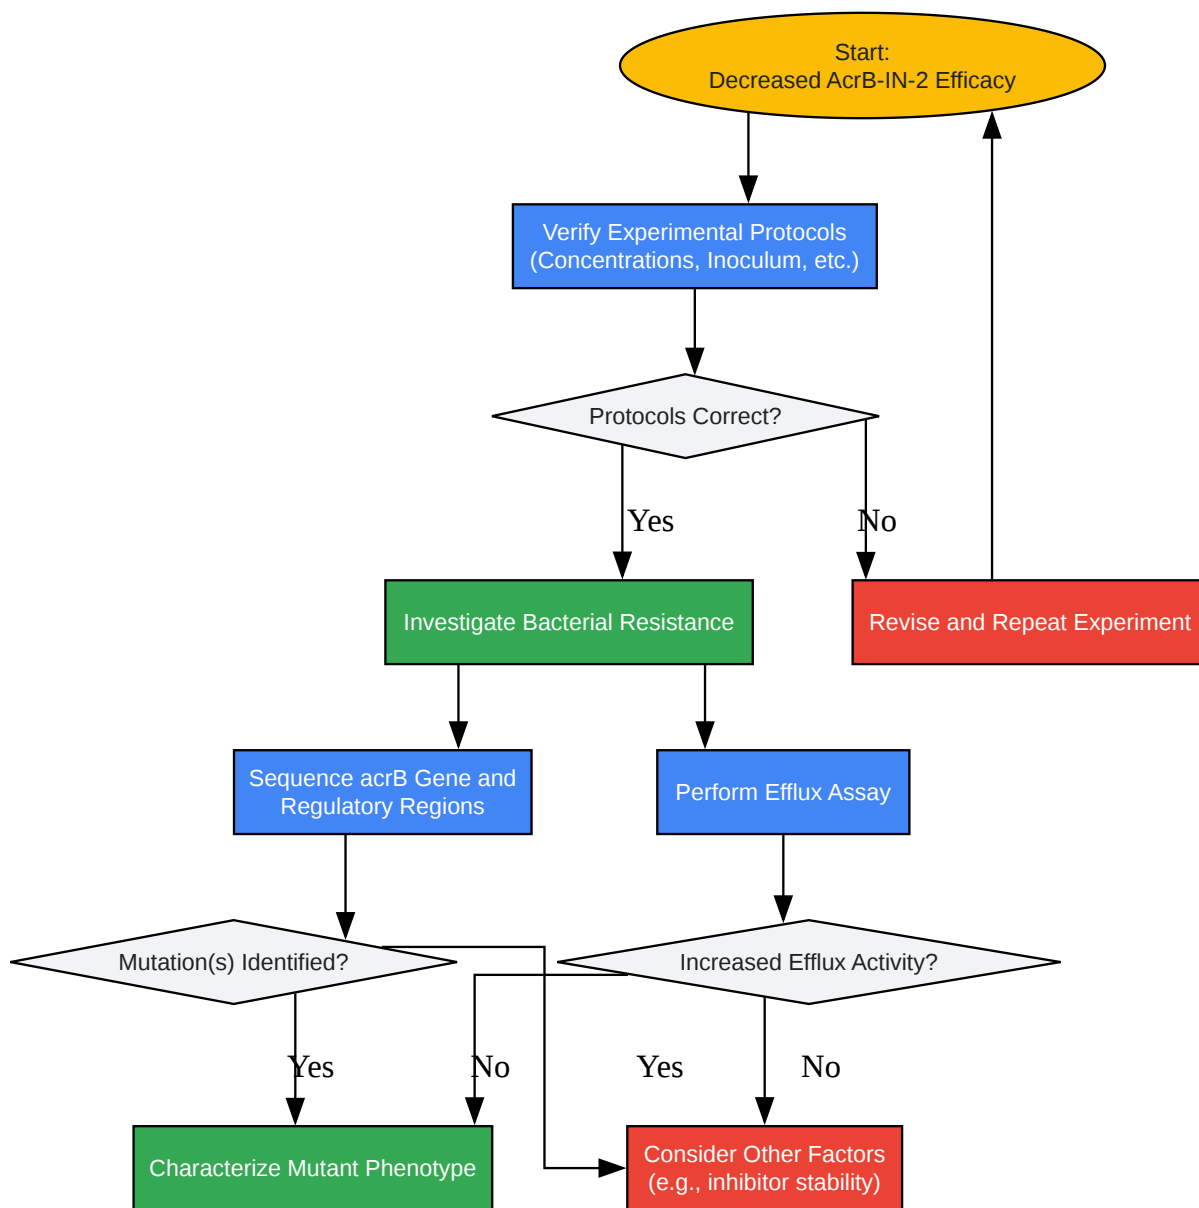 Start:
Decreased AcrB-IN-2 Efficacy
Verify Experimental Protocols
(Concentrations, Inoculum, etc.)
Protocols Correct?
Yes
No
Investigate Bacterial Resistance
Revise and Repeat Experiment
Sequence acrB Gene and
Regulatory Regions
Perform Efflux Assay
Mutation(s) Identified?
Increased Efflux Activity?
Yes
No
Yes
No
Characterize Mutant Phenotype
Consider Other Factors
(e.g., inhibitor stability)